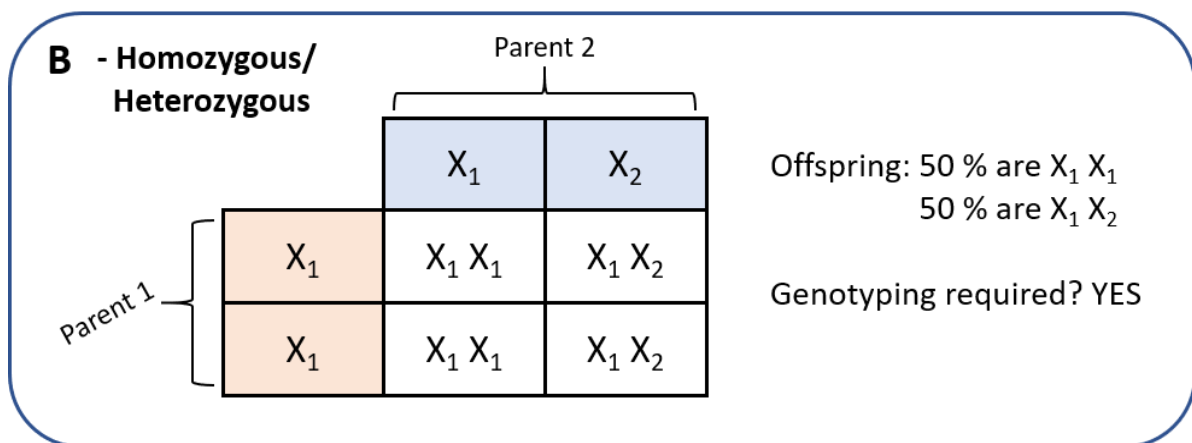 B - Homozygous/
Heterozygous
Parent 2
X₁ X₂
Offspring: 50 % are X₁ X₁
50 % are X₁ X₂
Parent 1
X₁ X₁ X₁ X₁ X₂
Genotyping required? YES
X₁ X₁ X₁ X₁ X₂